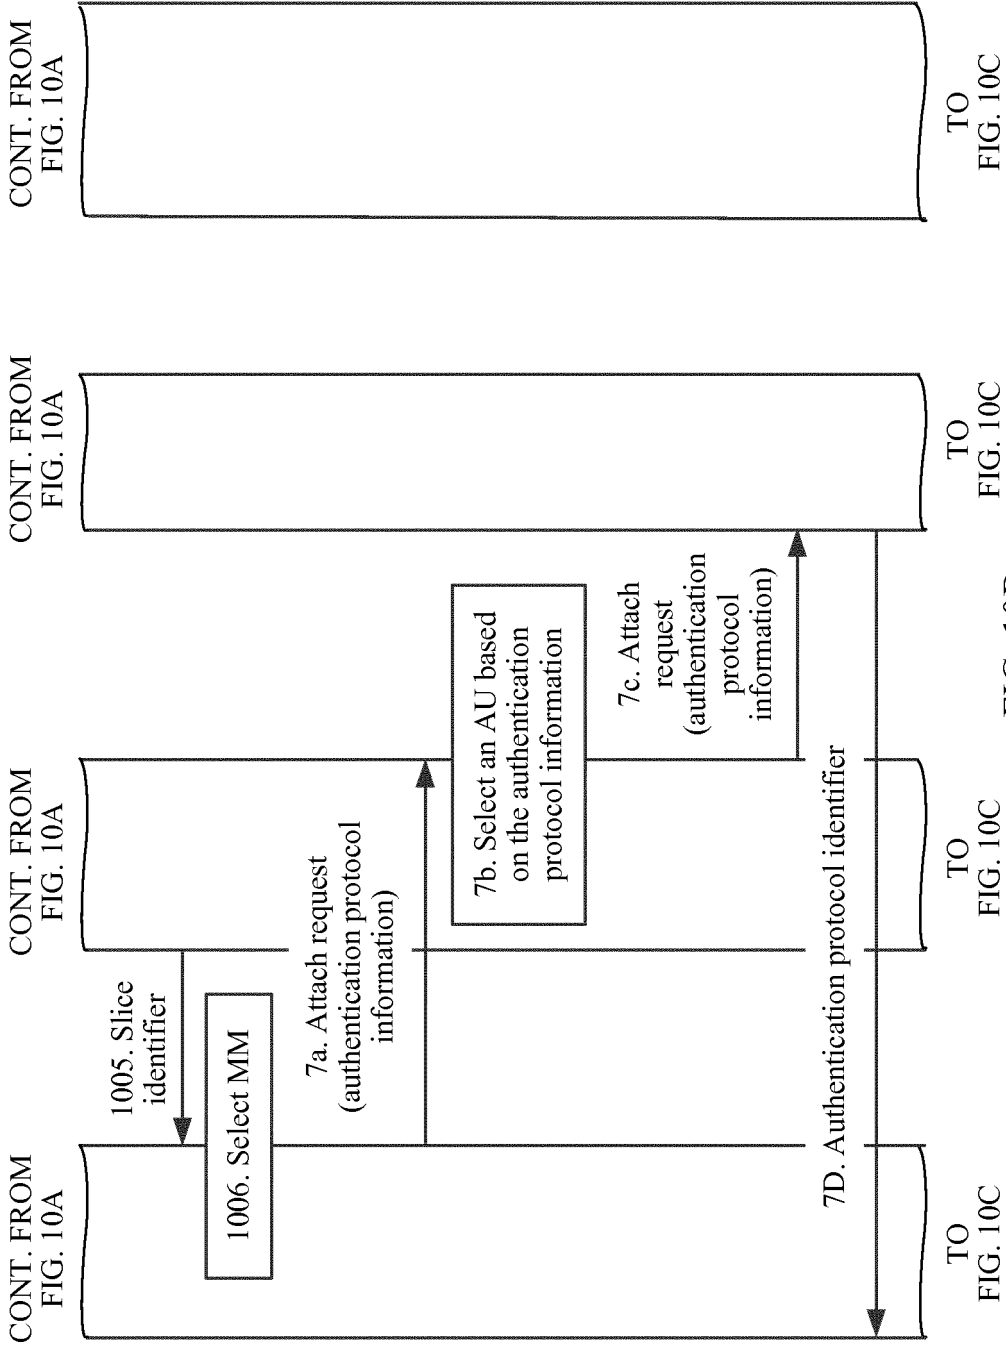 CONT. FROM
FIG. 10A
CONT. FROM
FIG. 10A
CONT. FROM
FIG. 10A
CONT. FROM
FIG. 10A
1005. Slice
identifier
1006. Select MM
7a. Attach request
(authentication protocol
information)
7b. Select an AU based
on the authentication
protocol information
7c. Attach
request
(authentication
protocol
information)
7D. Authentication protocol identifier
TO
FIG. 10C
TO
FIG. 10C
TO
FIG. 10C
TO
FIG. 10C